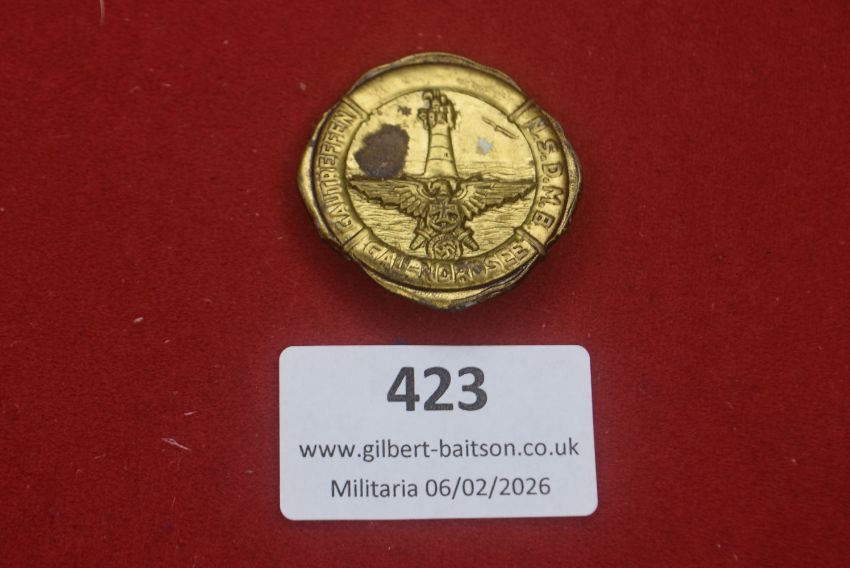 GAUTREFFEN
N.S.D.M.B.
GAU-NORDSEE
423
www.gilbert-baitson.co.uk
Militaria 06/02/2026